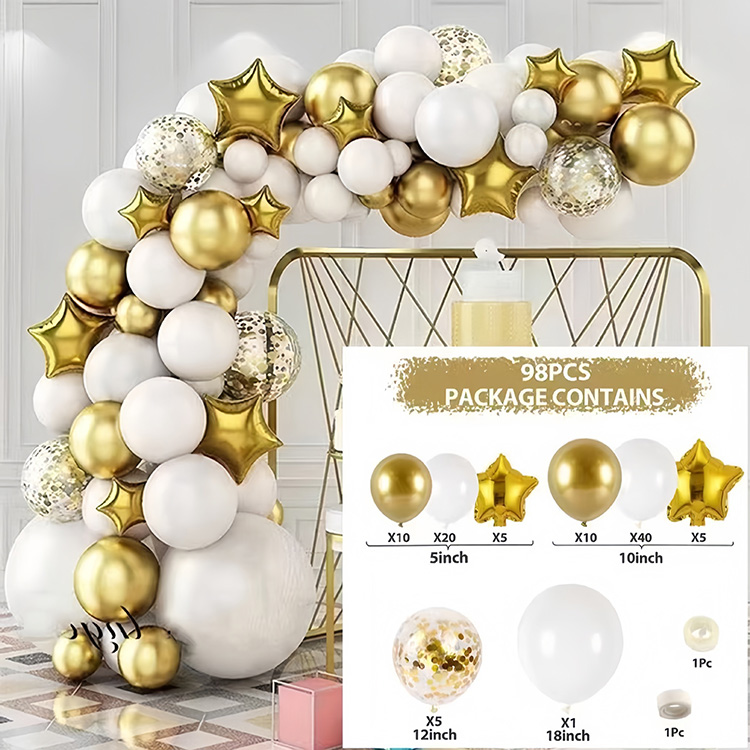 98PCS
PACKAGE CONTAINS
X10 X20 X5
5inch
X10 X40 X5
10inch
X5
12inch
X1
18inch
1Pc
1Pc